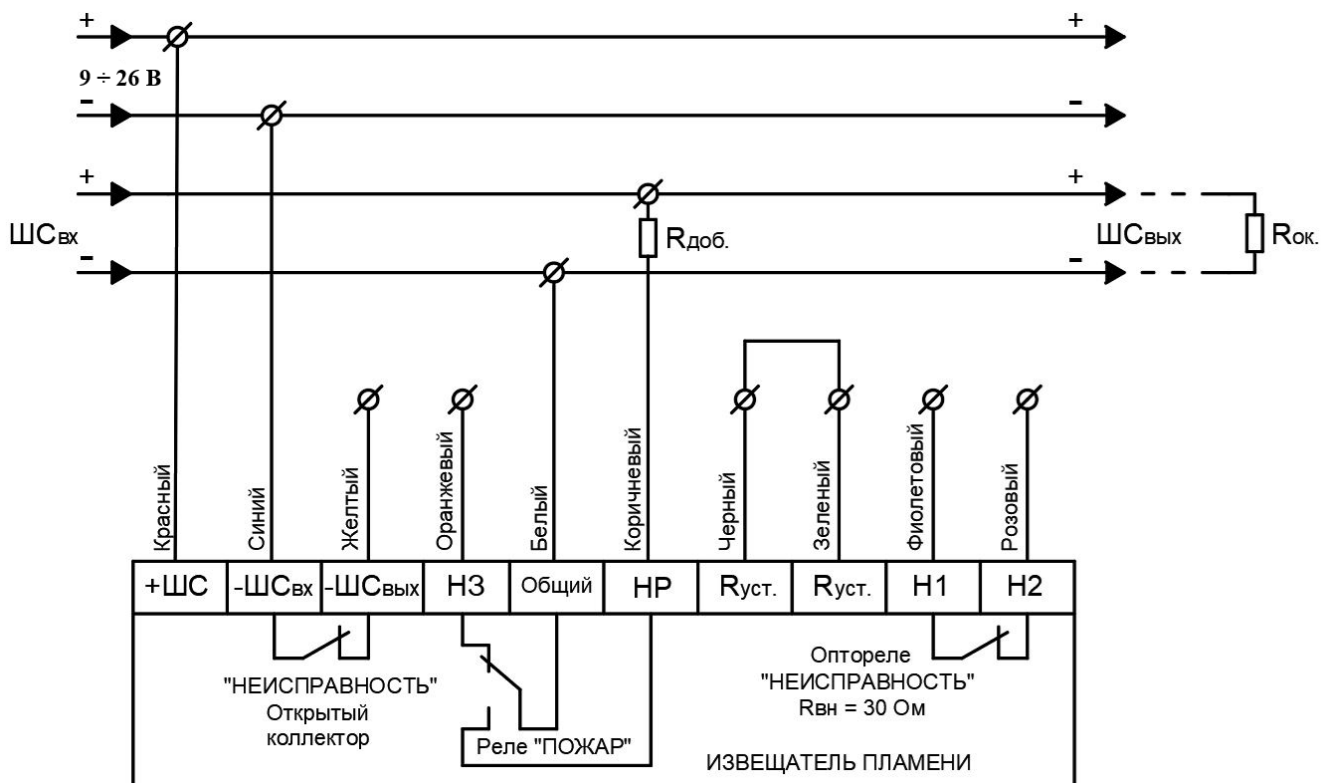 + +
9 ÷ 26 В
- -
+ +
ШСвх Rдоб. ШСвых Rок.
- -
Красный
Синий
Желтый
Оранжевый
Белый
Коричневый
Черный
Зеленый
Фиолетовый
Розовый
+ШС -ШСвх -ШСвых НЗ Общий НР Rуст. Rуст. Н1 Н2
"НЕИСПРАВНОСТЬ"
Открытый
коллектор
Реле "ПОЖАР"
Оптореле
"НЕИСПРАВНОСТЬ"
Rвн = 30 Ом
ИЗВЕЩАТЕЛЬ ПЛАМЕНИ